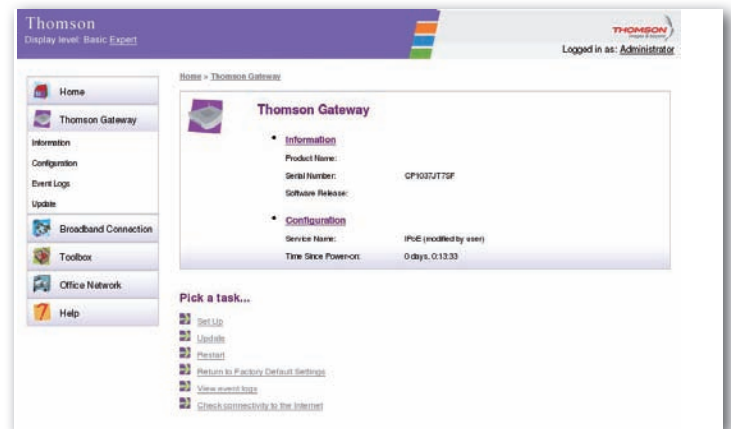 Thomson
Display level: Basic Expert
THOMSON
Logged in as: Administrator
Home > Thomson Gateway
Home
Thomson Gateway
Information
Configuration
Event Logs
Update
Broadband Connection
Toolbox
Office Network
Help
Thomson Gateway
• Information
Product Name:
Serial Number: CP1037JT7SF
Software Release:
• Configuration
Service Name: IPoE (modified by user)
Time Since Power-on: 0 days, 0:13:33
Pick a task...
Set Up
Update
Restart
Return to Factory Default Settings
View event logs
Check connectivity to the Internet